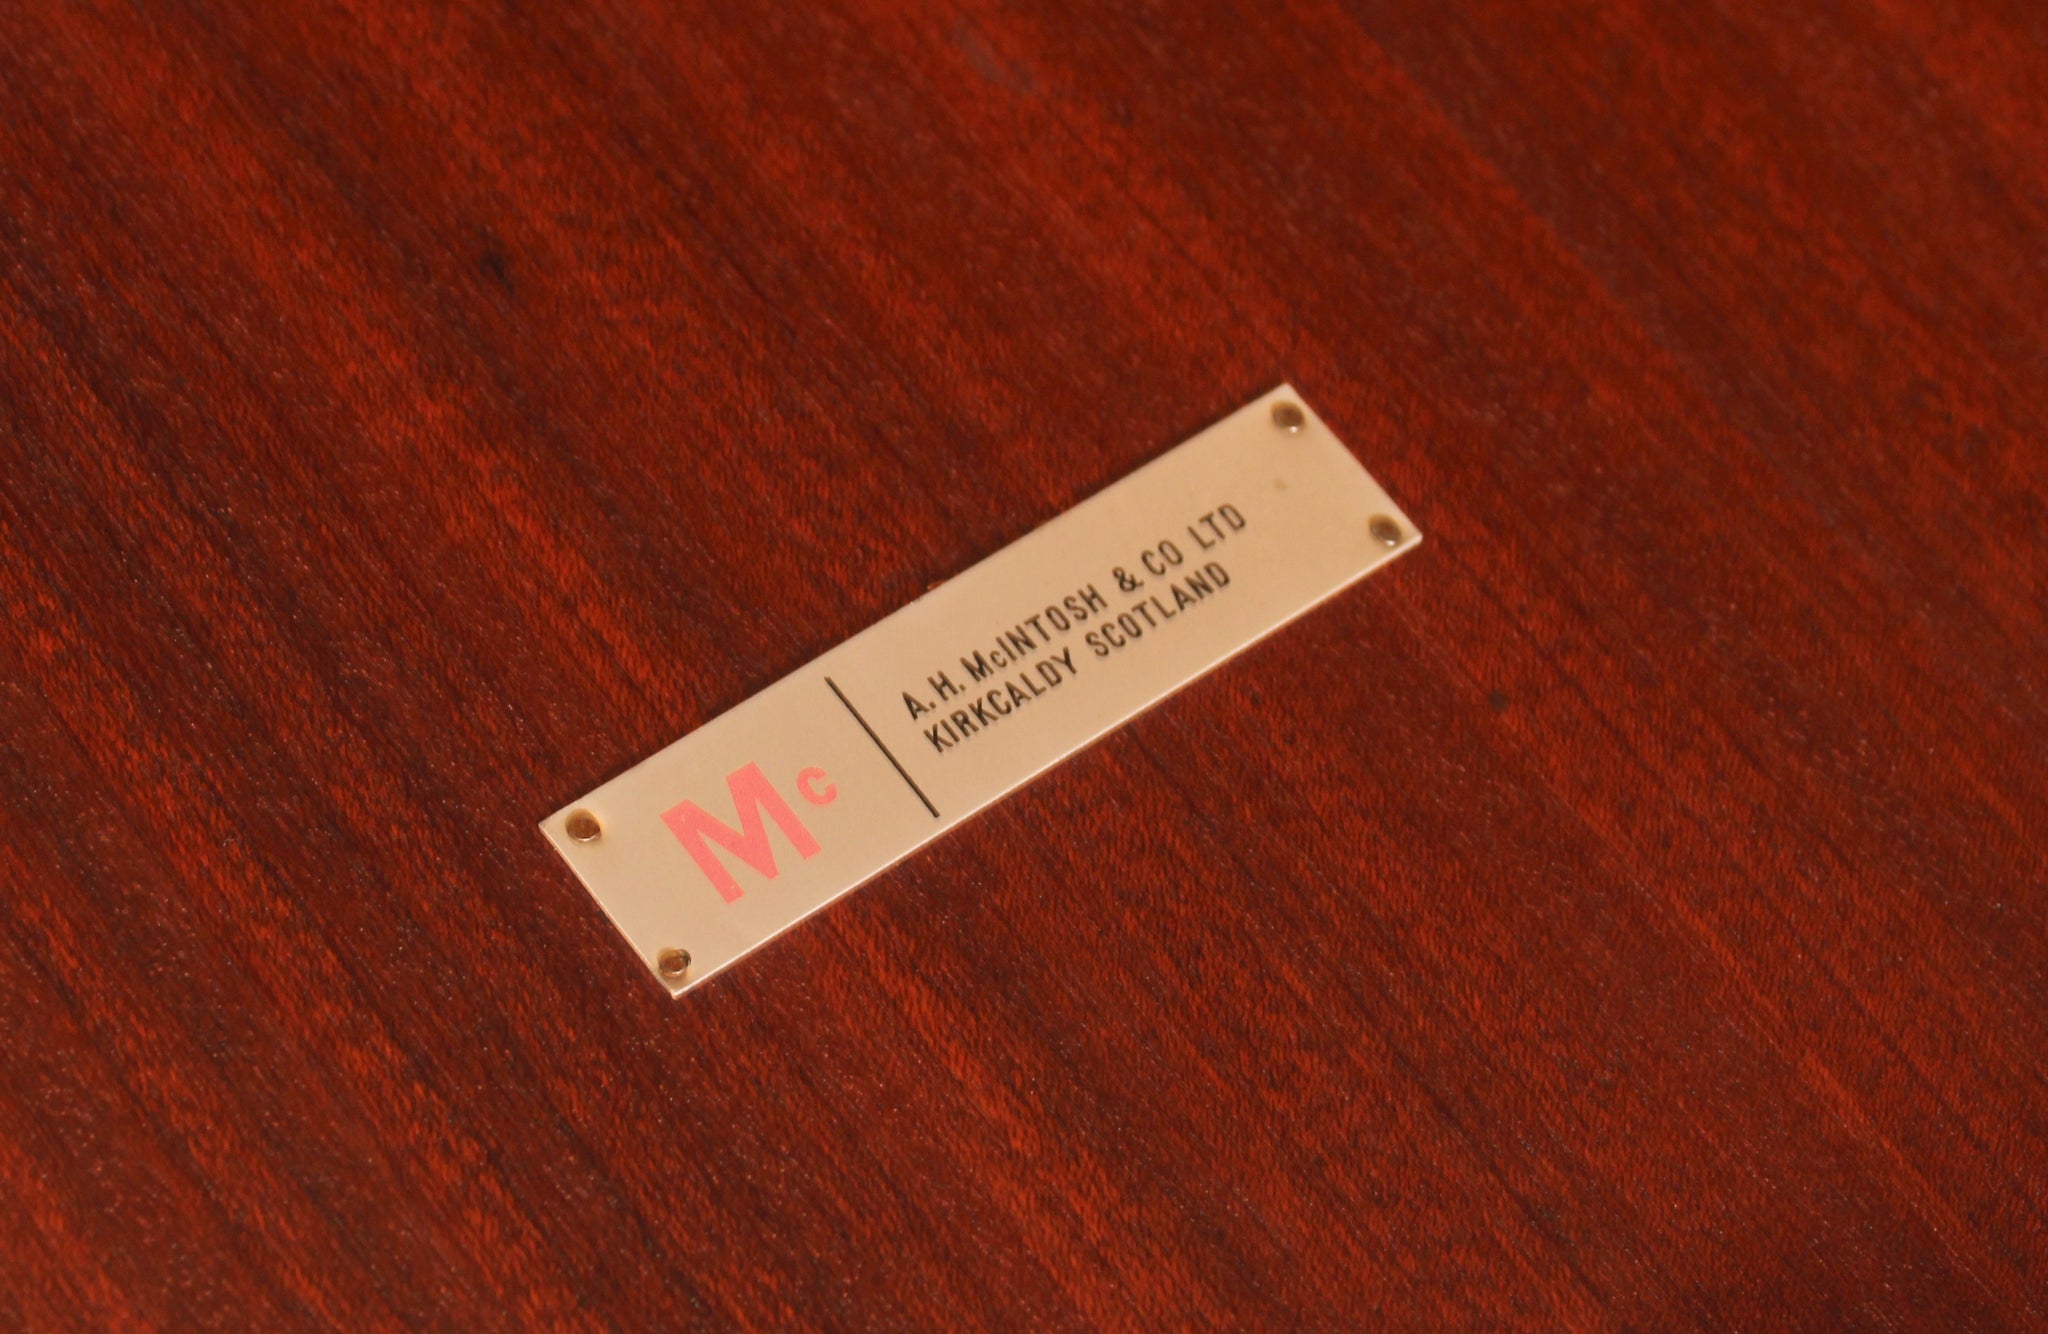 Mc
A.H. McINTOSH & CO LTD
KIRKCALDY SCOTLAND